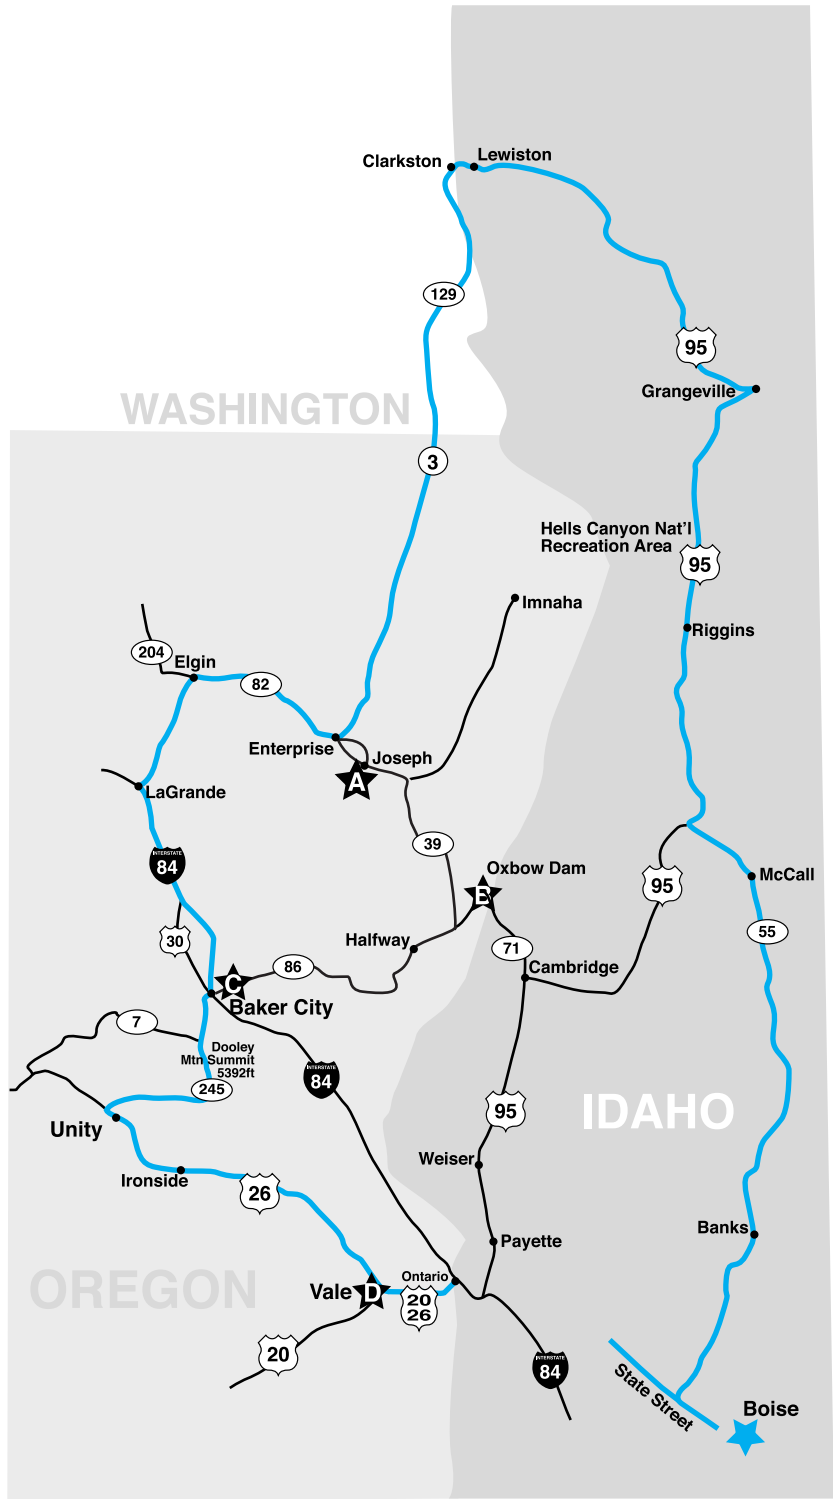 Clarkston
Lewiston
129
95
Grangeville
WASHINGTON
3
Hells Canyon Nat'l
Recreation Area
95
Imnaha
Riggins
204
Elgin
82
Enterprise
Joseph
A
LaGrande
39
INTERSTATE
84
Oxbow Dam
McCall
95
B
55
30
Halfway
71
86
Cambridge
C
Baker City
7
Dooley
Mtn Summit
5392ft
INTERSTATE
84
245
95
IDAHO
Unity
Weiser
Ironside
26
Banks
Payette
OREGON
Ontario
Vale
D
20
26
20
INTERSTATE
84
State Street
Boise